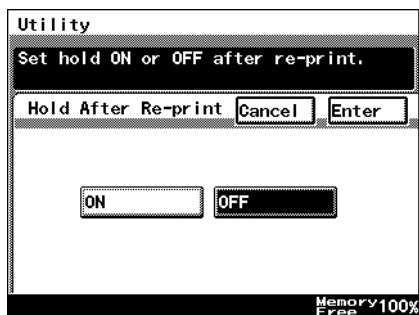 Utility
Set hold ON or OFF after re-print.
Hold After Re-print Cancel Enter
ON OFF
Memory
Free 100%